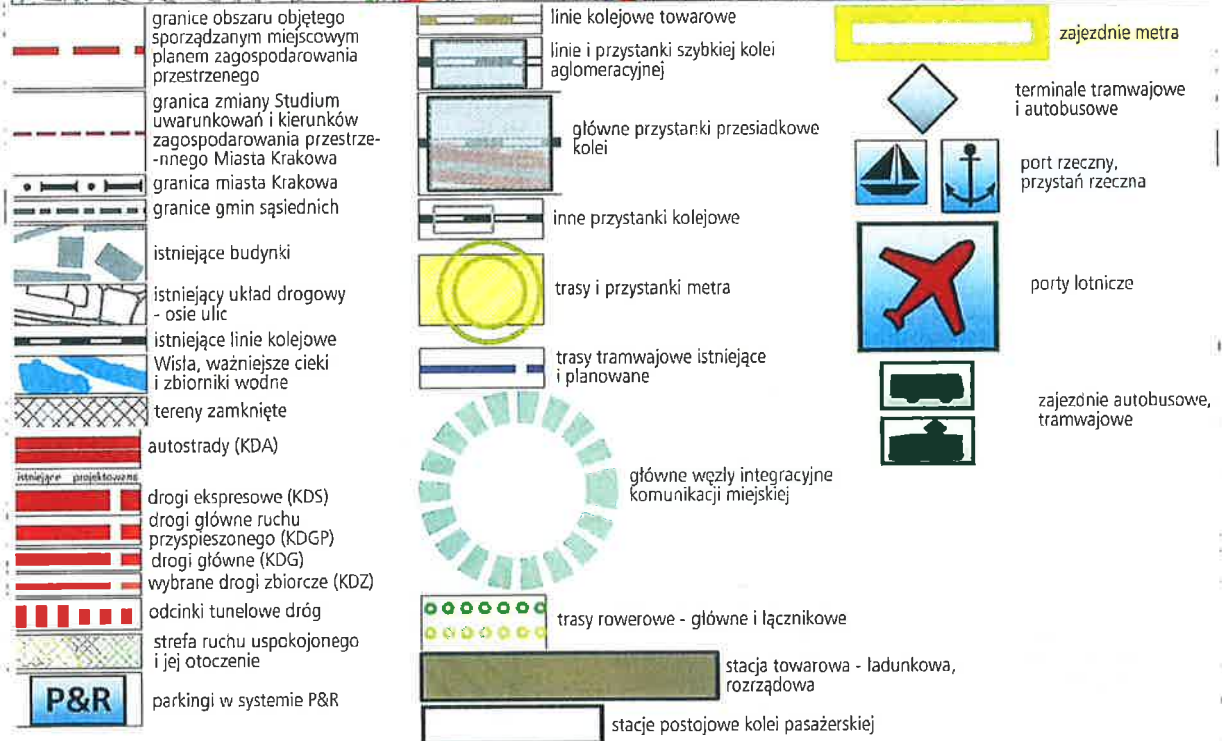 granice obszaru objętego
sporządzanym miejscowym
planem zagospodarowania
przestrzenego
granica zmiany Studium
uwarunkowań i kierunków
zagospodarowania przestrze-
-nnego Miasta Krakowa
granica miasta Krakowa
granice gmin sąsiednich
istniejące budynki
istniejący układ drogowy
- osie ulic
istniejące linie kolejowe
Wisła, ważniejsze cieki
i zbiorniki wodne
tereny zamknięte
autostrady (KDA)
istniejące projektowane
drogi ekspresowe (KDS)
drogi główne ruchu
przyspieszonego (KDGP)
drogi główne (KDG)
wybrane drogi zbiorcze (KDZ)
odcinki tunelowe dróg
strefa ruchu uspokojonego
i jej otoczenie
P&R
parkingi w systemie P&R
linie kolejowe towarowe
linie i przystanki szybkiej kolei
aglomeracyjnej
główne przystanki przesiadkowe
kolei
inne przystanki kolejowe
trasy i przystanki metra
trasy tramwajowe istniejące
i planowane
główne węzly integracyjne
komunikacji miejskiej
trasy rowerowe - główne i łącznikowe
stacja towarowa - ładunkowa,
rozrządowa
stacje postojowe kolei pasażerskiej
zajezdnie metra
terminale tramwajowe
i autobusowe
port rzeczny,
przystań rzeczna
porty lotnicze
zajezdnie autobusowe,
tramwajowe